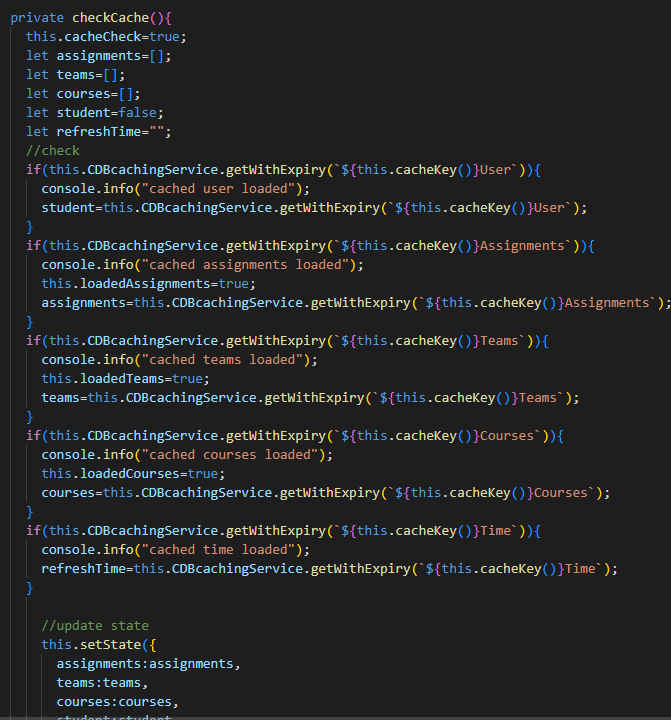 private checkCache(){
this.cacheCheck=true;
let assignments=[];
let teams=[];
let courses=[];
let student=false;
let refreshTime="";
//check
if(this.CDBcachingService.getWithExpiry(`${this.cacheKey()}User`)){
console.info("cached user loaded");
student=this.CDBcachingService.getWithExpiry(`${this.cacheKey()}User`);
}
if(this.CDBcachingService.getWithExpiry(`${this.cacheKey()}Assignments`)){
console.info("cached assignments loaded");
this.loadedAssignments=true;
assignments=this.CDBcachingService.getWithExpiry(`${this.cacheKey()}Assignments`);
}
if(this.CDBcachingService.getWithExpiry(`${this.cacheKey()}Teams`)){
console.info("cached teams loaded");
this.loadedTeams=true;
teams=this.CDBcachingService.getWithExpiry(`${this.cacheKey()}Teams`);
}
if(this.CDBcachingService.getWithExpiry(`${this.cacheKey()}Courses`)){
console.info("cached courses loaded");
this.loadedCourses=true;
courses=this.CDBcachingService.getWithExpiry(`${this.cacheKey()}Courses`);
}
if(this.CDBcachingService.getWithExpiry(`${this.cacheKey()}Time`)){
console.info("cached time loaded");
refreshTime=this.CDBcachingService.getWithExpiry(`${this.cacheKey()}Time`);
}
//update state
this.setState({
assignments:assignments,
teams:teams,
courses:courses,
student:student